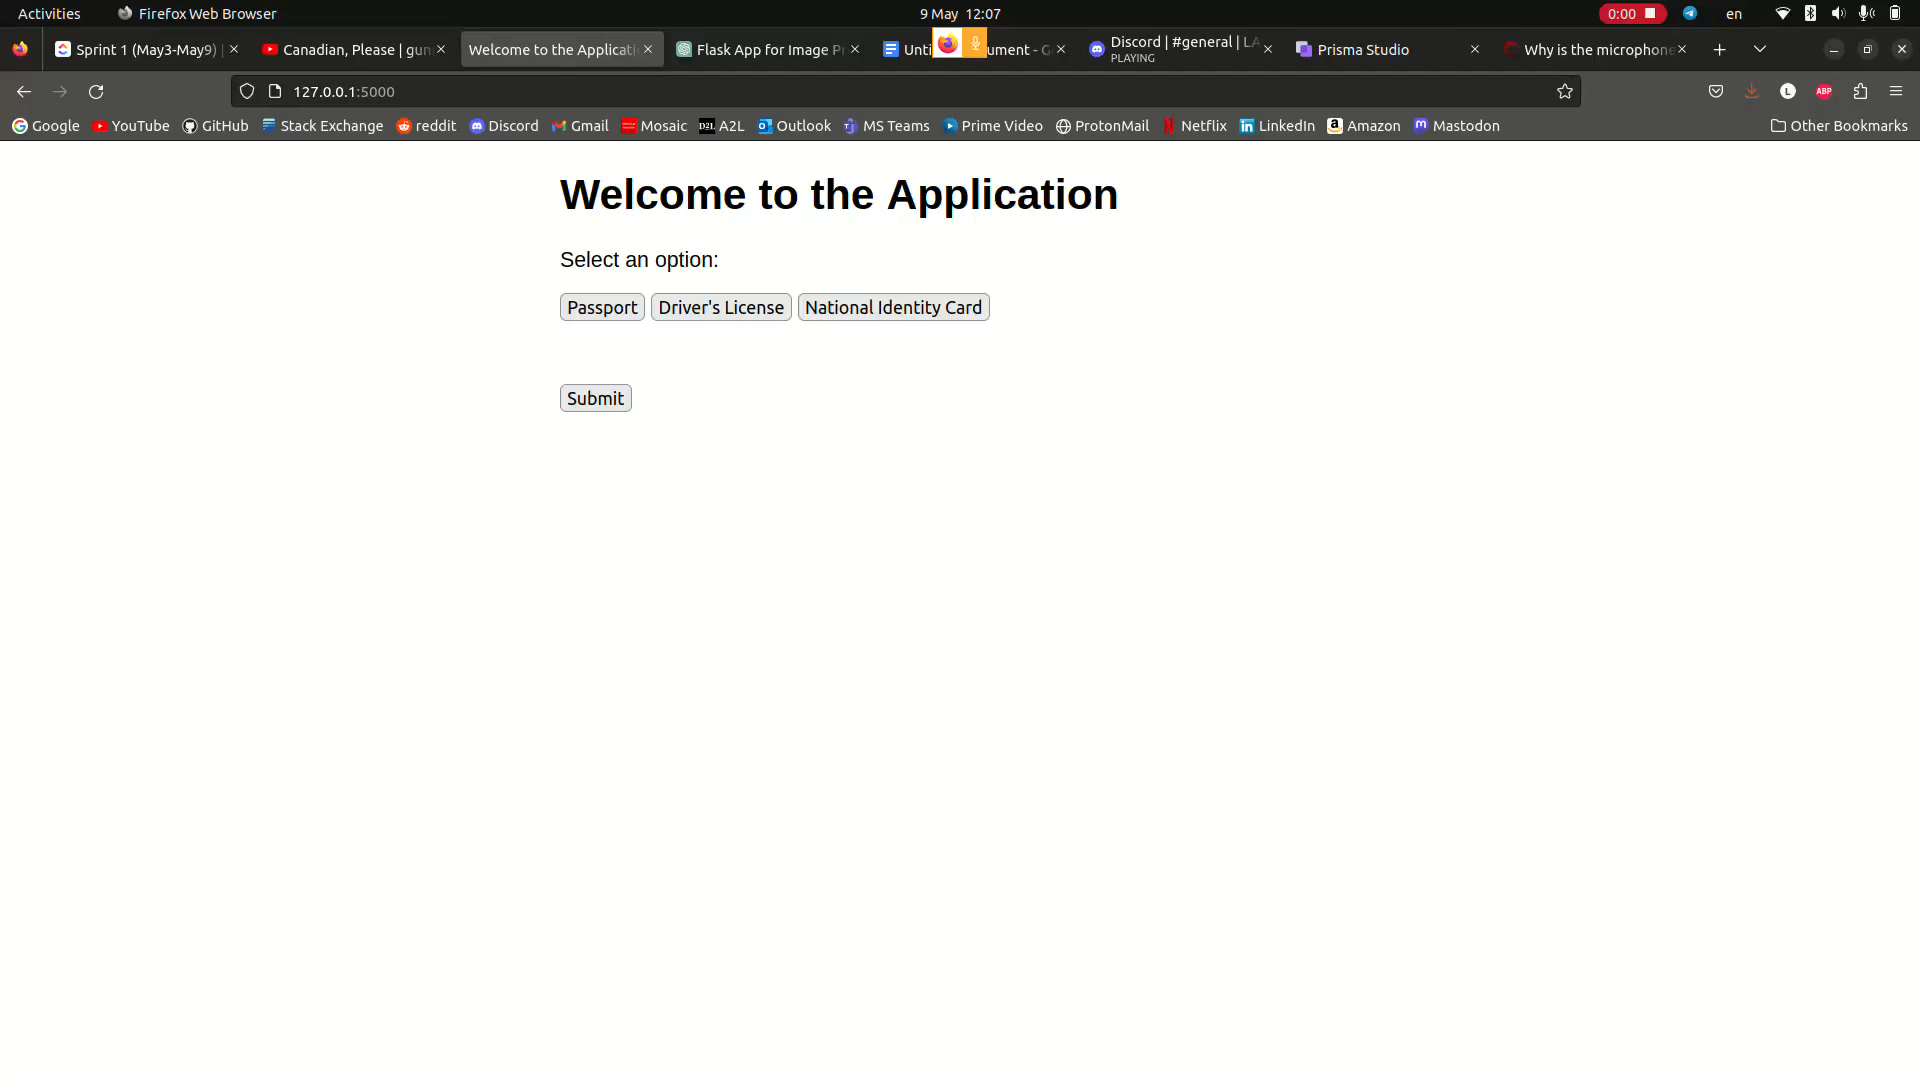 Activities Firefox Web Browser 9 May 12:07 0:00 en
Sprint 1 (May3-May9) | Canadian, Please | gun Welcome to the Applicati Flask App for Image P Unti ument - G Discord | #general | LA Prisma Studio Why is the microphone
PLAYING
127.0.0.1:5000 L ABP
Google YouTube GitHub Stack Exchange reddit Discord Gmail Mosaic D2L A2L Outlook MS Teams Prime Video ProtonMail Netflix LinkedIn Amazon Mastodon Other Bookmarks
Welcome to the Application
Select an option:
Passport Driver's License National Identity Card
Submit